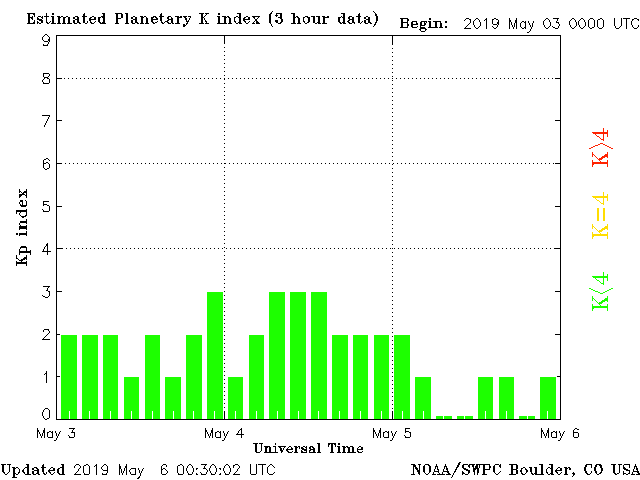 Estimated Planetary K index (3 hour data) Begin: 2019 May 03 0000 UTC
9
8
7
6
5
4
3
2
1
0
Kp index
K>4
K=4
K<4
May 3 May 4 May 5 May 6
Universal Time
Updated 2019 May 6 00:30:02 UTC NOAA/SWPC Boulder, CO USA